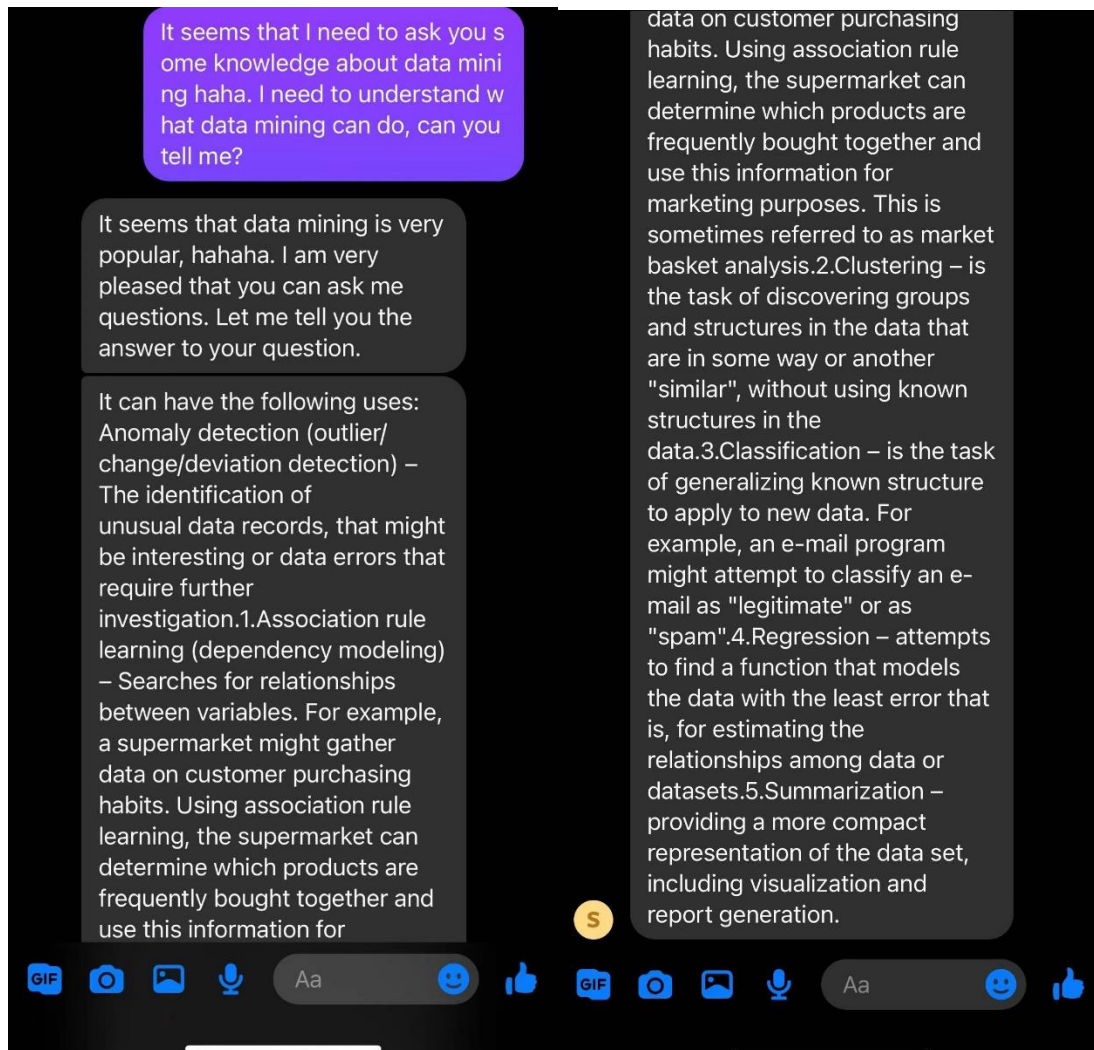 It seems that I need to ask you s
ome knowledge about data mini
ng haha. I need to understand w
hat data mining can do, can you
tell me?
It seems that data mining is very
popular, hahaha. I am very
pleased that you can ask me
questions. Let me tell you the
answer to your question.
It can have the following uses:
Anomaly detection (outlier/
change/deviation detection) –
The identification of
unusual data records, that might
be interesting or data errors that
require further
investigation.1.Association rule
learning (dependency modeling)
– Searches for relationships
between variables. For example,
a supermarket might gather
data on customer purchasing
habits. Using association rule
learning, the supermarket can
determine which products are
frequently bought together and
use this information for
GIF
Aa
data on customer purchasing
habits. Using association rule
learning, the supermarket can
determine which products are
frequently bought together and
use this information for
marketing purposes. This is
sometimes referred to as market
basket analysis.2.Clustering – is
the task of discovering groups
and structures in the data that
are in some way or another
"similar", without using known
structures in the
data.3.Classification – is the task
of generalizing known structure
to apply to new data. For
example, an e-mail program
might attempt to classify an e-
mail as "legitimate" or as
"spam".4.Regression – attempts
to find a function that models
the data with the least error that
is, for estimating the
relationships among data or
datasets.5.Summarization –
providing a more compact
representation of the data set,
including visualization and
report generation.
S
GIF
Aa